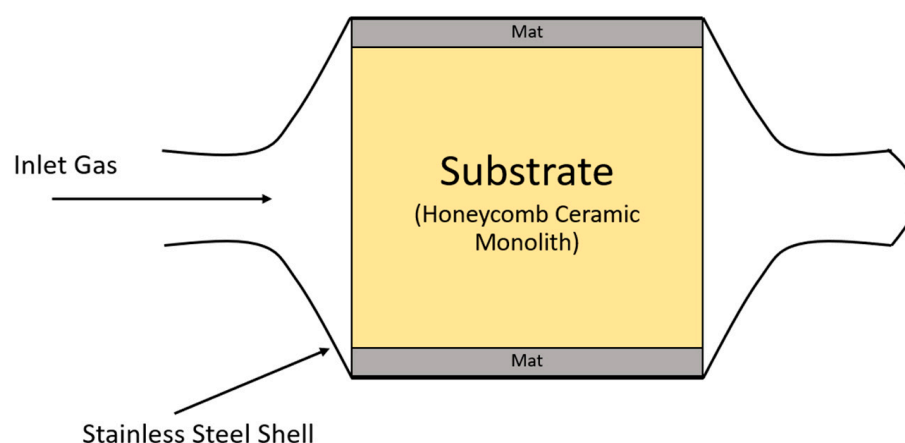 Mat
Inlet Gas
Substrate
(Honeycomb Ceramic
Monolith)
Mat
Stainless Steel Shell